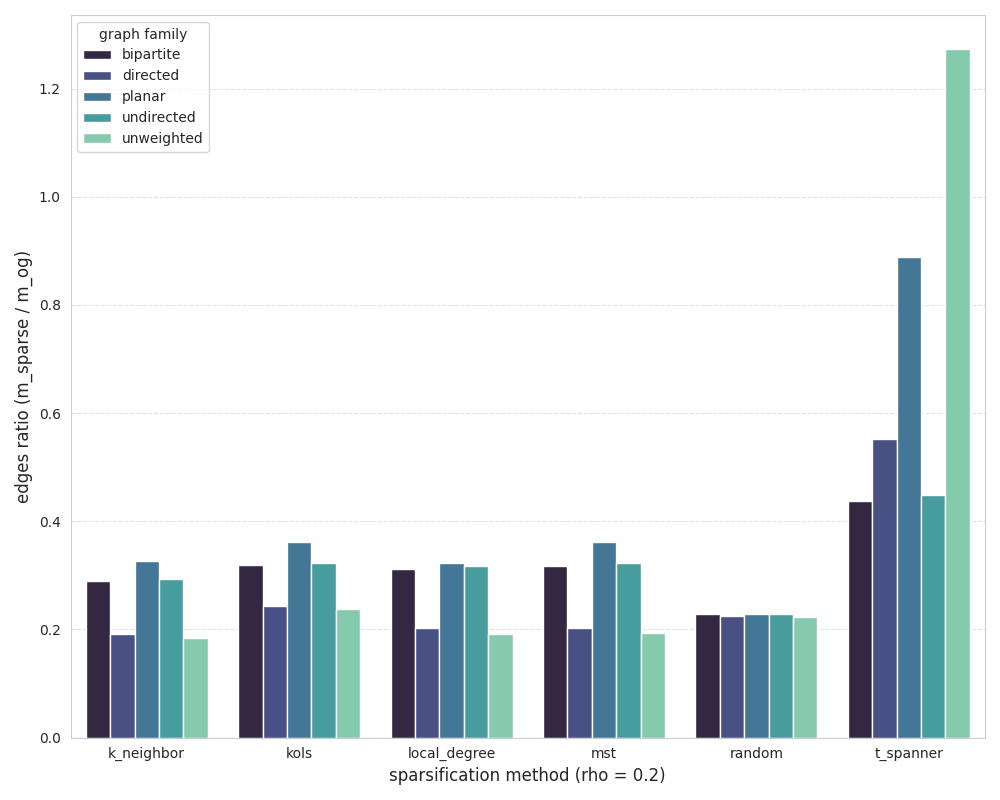 graph family
bipartite
directed
planar
undirected
unweighted
edges ratio (m_sparse / m_og)
1.2
1.0
0.8
0.6
0.4
0.2
0.0
k_neighbor kols local_degree mst random t_spanner
sparsification method (rho = 0.2)